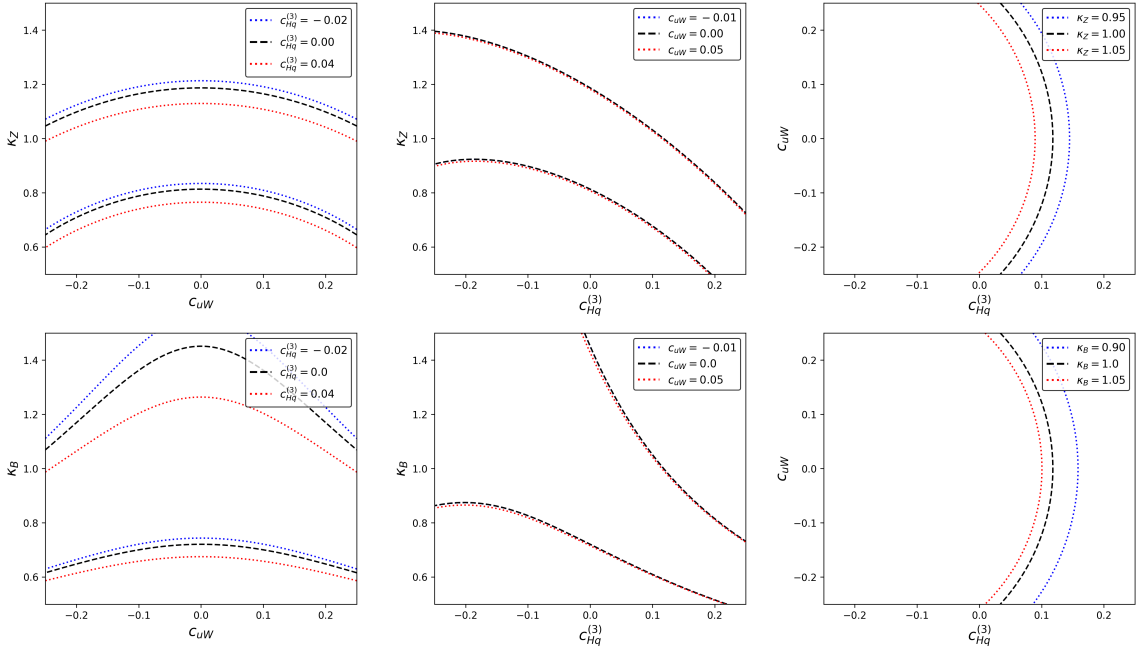 c_{Hq}^{(3)} = −0.02
c_{Hq}^{(3)} = 0.00
c_{Hq}^{(3)} = 0.04
1.4
1.2
1.0
0.8
0.6
κ_Z
−0.2 −0.1 0.0 0.1 0.2
c_{uW}
c_{uW} = −0.01
c_{uW} = 0.00
c_{uW} = 0.05
1.4
1.2
1.0
0.8
0.6
κ_Z
−0.2 −0.1 0.0 0.1 0.2
c_{Hq}^{(3)}
κ_Z = 0.95
κ_Z = 1.00
κ_Z = 1.05
0.2
0.1
0.0
−0.1
−0.2
c_{uW}
−0.2 −0.1 0.0 0.1 0.2
c_{Hq}^{(3)}
c_{Hq}^{(3)} = −0.02
c_{Hq}^{(3)} = 0.0
c_{Hq}^{(3)} = 0.04
1.4
1.2
1.0
0.8
0.6
κ_B
−0.2 −0.1 0.0 0.1 0.2
c_{uW}
c_{uW} = −0.01
c_{uW} = 0.0
c_{uW} = 0.05
1.4
1.2
1.0
0.8
0.6
κ_B
−0.2 −0.1 0.0 0.1 0.2
c_{Hq}^{(3)}
κ_B = 0.90
κ_B = 1.0
κ_B = 1.05
0.2
0.1
0.0
−0.1
−0.2
c_{uW}
−0.2 −0.1 0.0 0.1 0.2
c_{Hq}^{(3)}